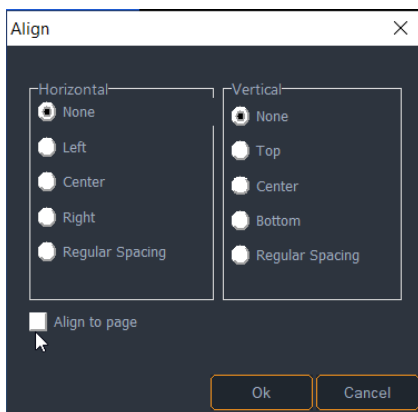 Align
Horizontal
None
Left
Center
Right
Regular Spacing
Vertical
None
Top
Center
Bottom
Regular Spacing
Align to page
Ok
Cancel